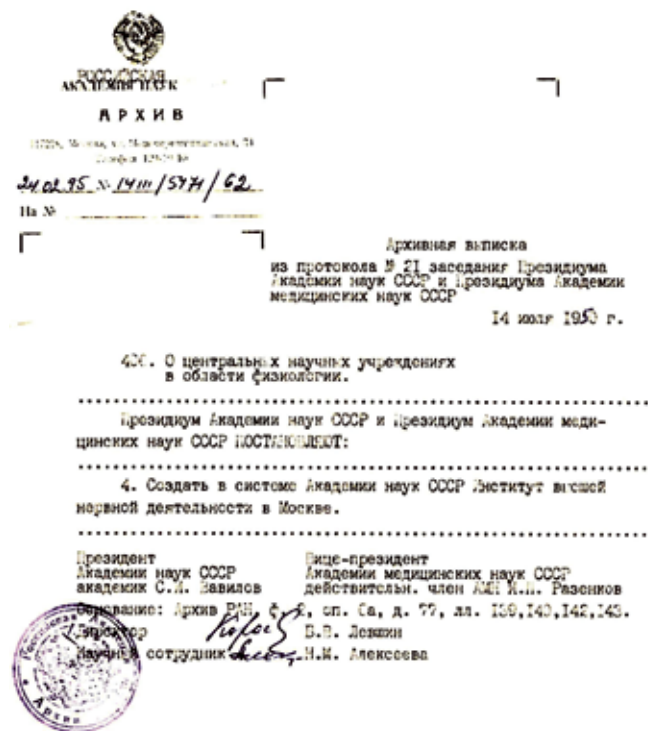 РОССИЙСКАЯ
АКАДЕМИЯ НАУК
АРХИВ
24.02.95 №
На №
Архивная выписка
из протокола № 21 заседания Президиума
Академии наук СССР и Президиума Академии
медицинских наук СССР
14 июля 1950 г.
О центральных научных учреждениях
в области физиологии.
Президиум Академии наук СССР и Президиум Академии меди-
цинских наук СССР ПОСТАНОВЛЯЮТ:
4. Создать в системе Академии наук СССР Институт высшей
нервной деятельности в Москве.
Президент
Академии наук СССР
академик С.И. Вавилов
Вице-президент
Академии медицинских наук СССР
действительн. член АМН И.П. Разенков
Основание: Архив РАН, ф. 2, оп. 6а, д. 77, лл. 139,140,142,143.
Директор
Б.В. Левшин
Научный сотрудник
Н.М. Алексеева
Российская
Архив